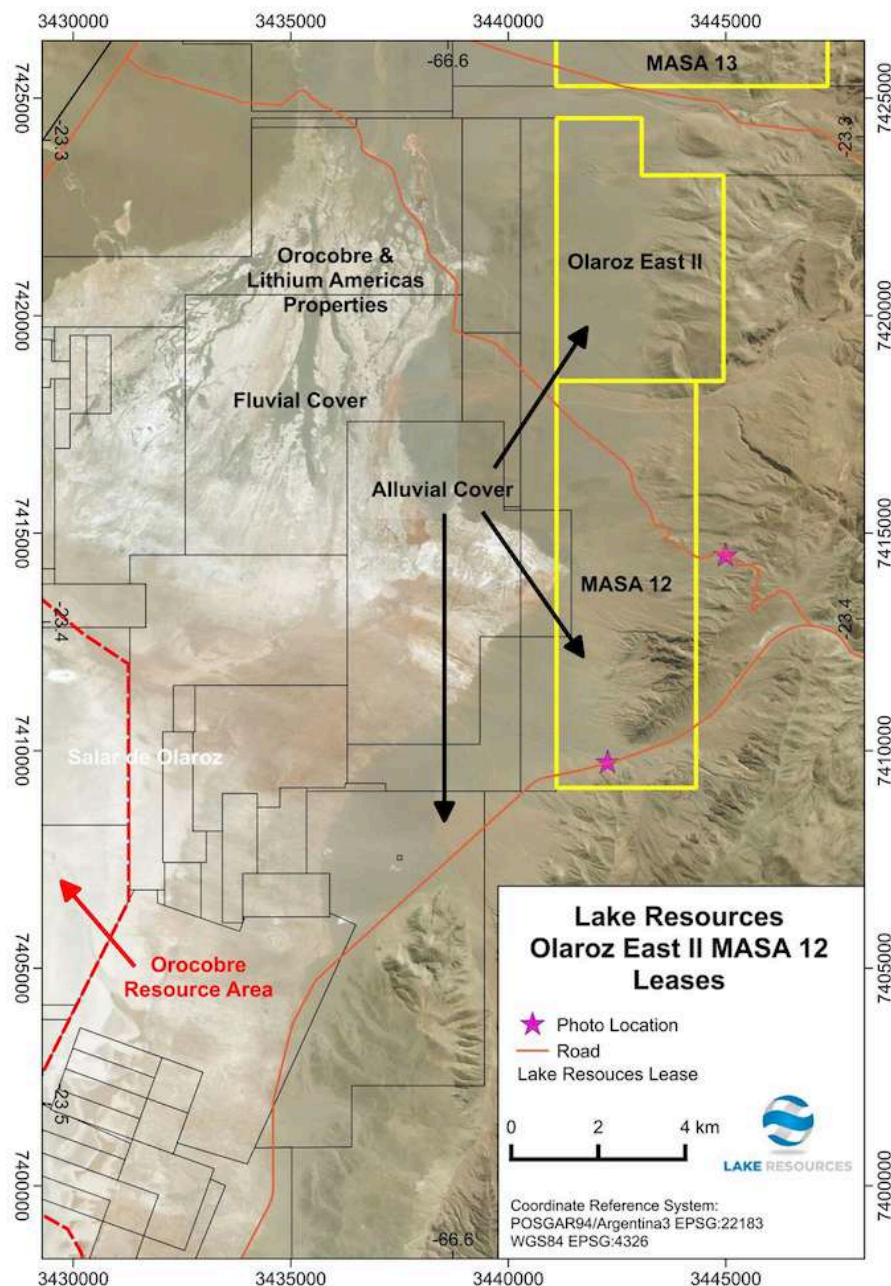 3430000
3435000
3440000
3445000
-66.6
MASA 13
7425000
7425000
-23.3
-23.3
Orocobre &
Lithium Americas
Properties
Olaroz East II
7420000
7420000
Fluvial Cover
Alluvial Cover
7415000
7415000
MASA 12
-23.4
-23.4
Salar de Olaroz
7410000
7410000
Orocobre
Resource Area
7405000
7405000
-23.5
7400000
7400000
-66.6
Lake Resources
Olaroz East II MASA 12
Leases
Photo Location
Road
Lake Resouces Lease
0 2 4 km
LAKE RESOURCES
Coordinate Reference System:
POSGAR94/Argentina3 EPSG:22183
WGS84 EPSG:4326
3430000
3435000
3440000
3445000